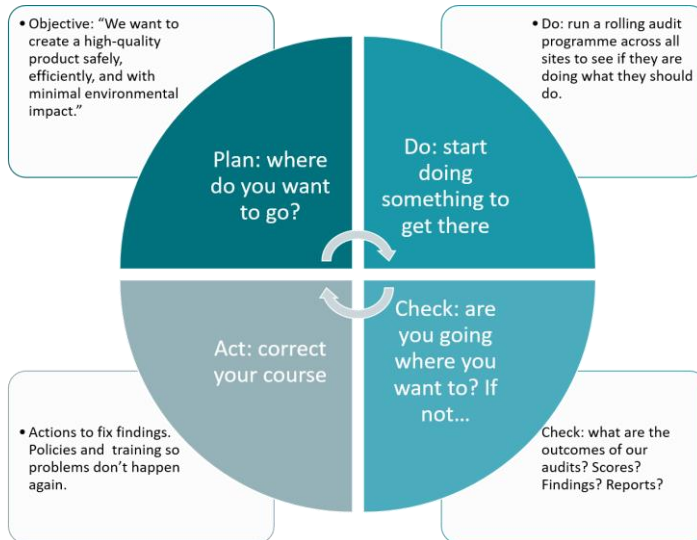 • Objective: “We want to
create a high-quality
product safely,
efficiently, and with
minimal environmental
impact.”
• Do: run a rolling audit
programme across all
sites to see if they are
doing what they should
do.
Plan: where
do you want
to go?
Do: start
doing
something to
get there
Act: correct
your course
Check: are
you going
where you
want to? If
not…
• Actions to fix findings.
Policies and  training so
problems don’t happen
again.
Check: what are the
outcomes of our
audits? Scores?
Findings? Reports?